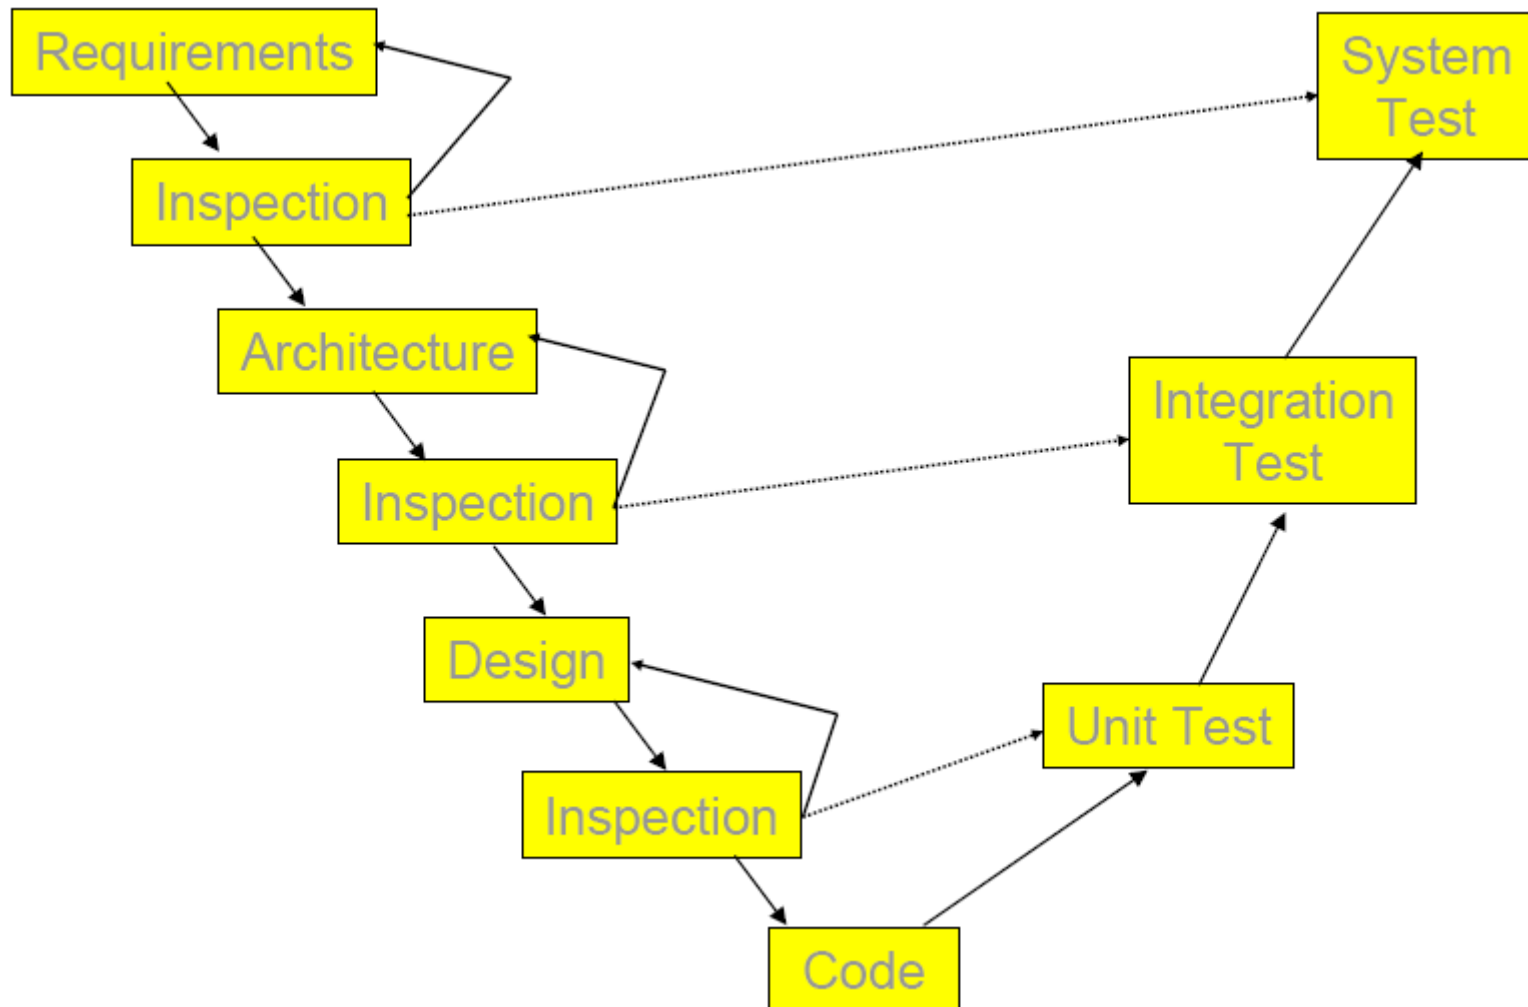 Requirements
System
Test
Inspection
Architecture
Integration
Test
Inspection
Design
Unit Test
Inspection
Code